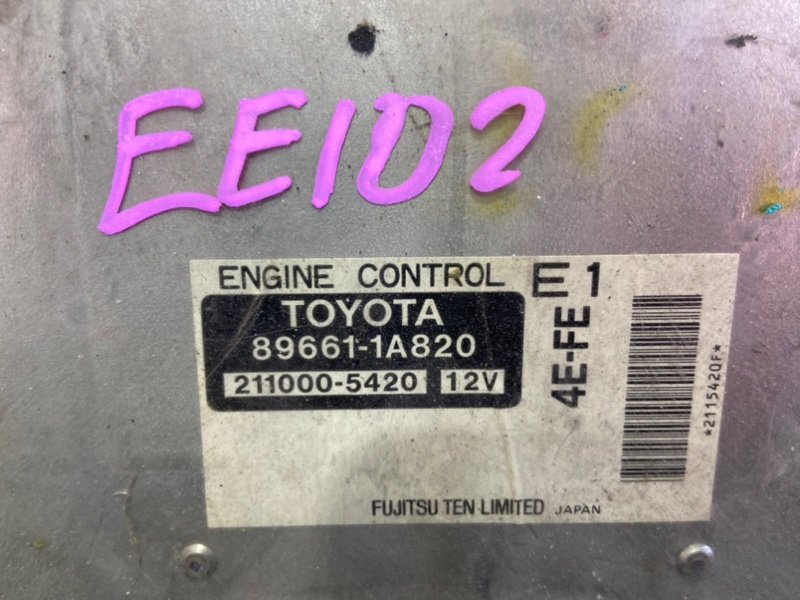 EE102
ENGINE CONTROL E1
TOYOTA
89661-1A820
211000-5420 12V
4E-FE
*2115420F*
FUJITSU TEN LIMITED JAPAN